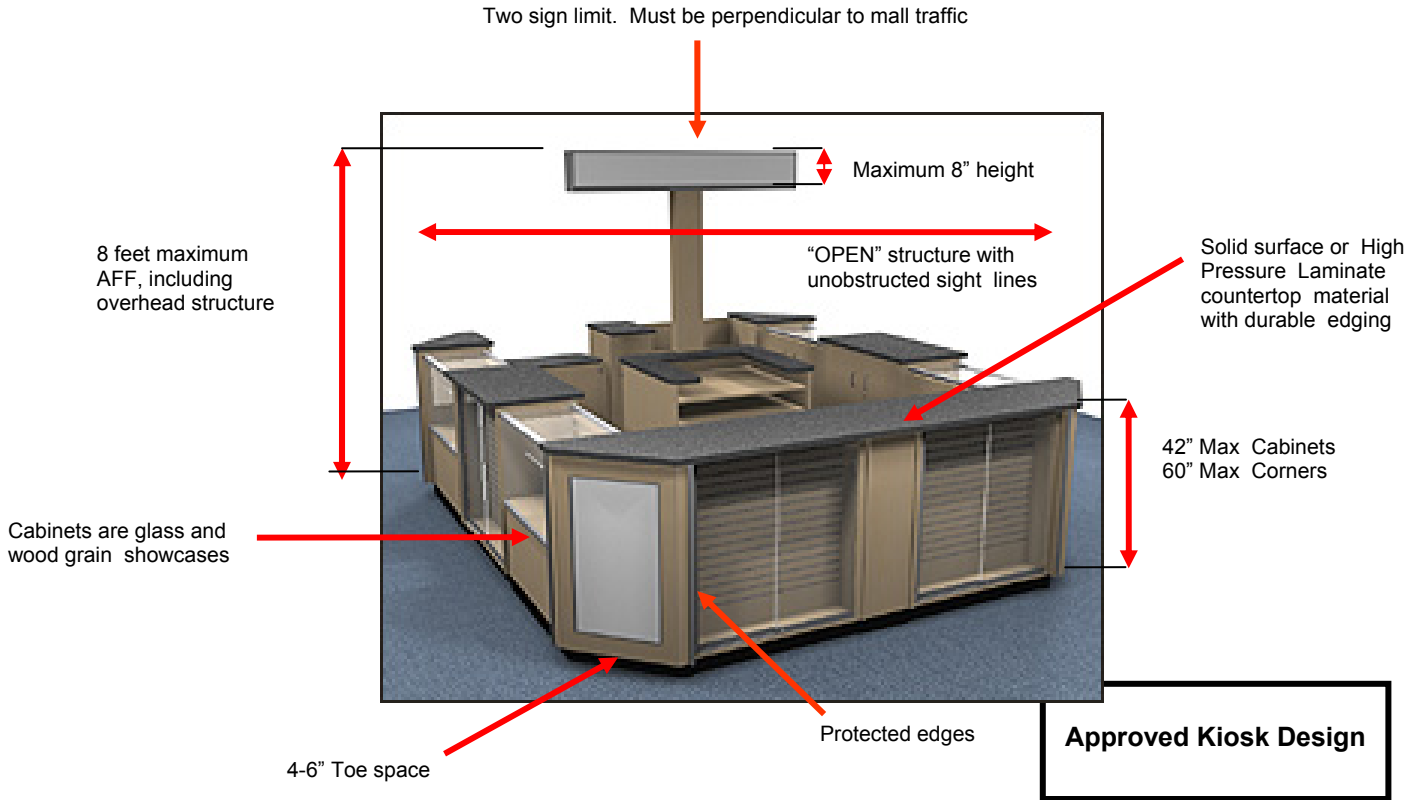 Two sign limit.  Must be perpendicular to mall traffic
Maximum 8” height
8 feet maximum
AFF, including
overhead structure
“OPEN” structure with
unobstructed sight  lines
Solid surface or  High
Pressure  Laminate
countertop  material
with durable  edging
42” Max  Cabinets
60” Max  Corners
Cabinets are glass and
wood grain  showcases
Protected edges
4-6” Toe space
Approved Kiosk Design